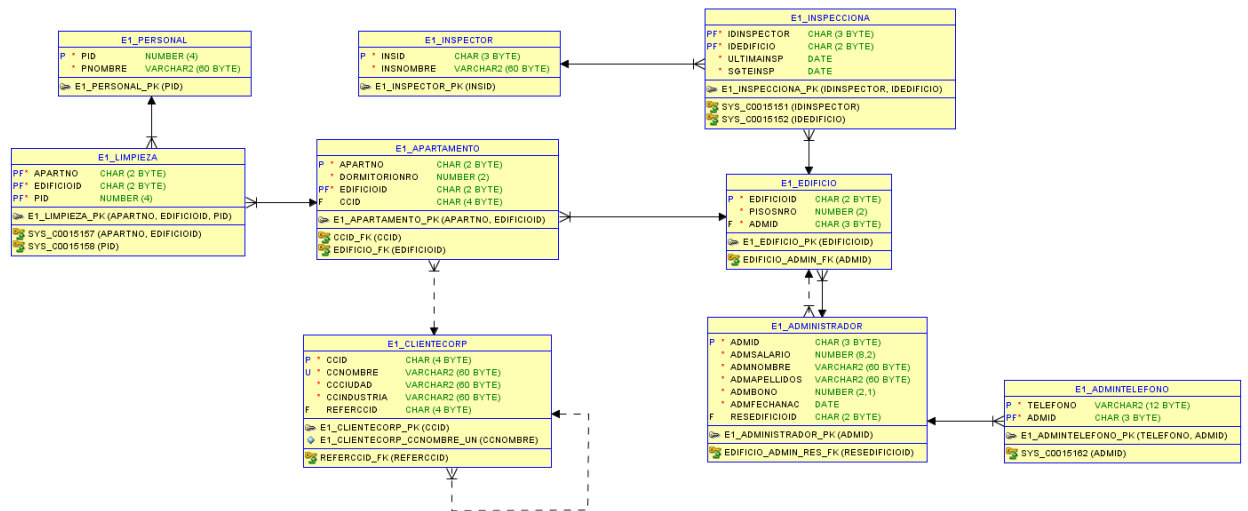 E1_PERSONAL
P * PID NUMBER (4)
* PNOMBRE VARCHAR2 (60 BYTE)
E1_PERSONAL_PK (PID)
E1_INSPECTOR
P * INSID CHAR (3 BYTE)
* INSNOMBRE VARCHAR2 (60 BYTE)
E1_INSPECTOR_PK (INSID)
E1_INSPECCIONA
PF* IDINSPECTOR CHAR (3 BYTE)
PF* IDEDIFICIO CHAR (2 BYTE)
* ULTIMAINSP DATE
* SGTEINSP DATE
E1_INSPECCIONA_PK (IDINSPECTOR, IDEDIFICIO)
SYS_C0015151 (IDINSPECTOR)
SYS_C0015152 (IDEDIFICIO)
E1_LIMPIEZA
PF* APARTNO CHAR (2 BYTE)
PF* EDIFICIOID CHAR (2 BYTE)
PF* PID NUMBER (4)
E1_LIMPIEZA_PK (APARTNO, EDIFICIOID, PID)
SYS_C0015157 (APARTNO, EDIFICIOID)
SYS_C0015158 (PID)
E1_APARTAMENTO
P * APARTNO CHAR (2 BYTE)
* DORMITORIONRO NUMBER (2)
PF* EDIFICIOID CHAR (2 BYTE)
F CCID CHAR (4 BYTE)
E1_APARTAMENTO_PK (APARTNO, EDIFICIOID)
CCID_FK (CCID)
EDIFICIO_FK (EDIFICIOID)
E1_EDIFICIO
P * EDIFICIOID CHAR (2 BYTE)
* PISOSNRO NUMBER (2)
F * ADMID CHAR (3 BYTE)
E1_EDIFICIO_PK (EDIFICIOID)
EDIFICIO_ADMIN_FK (ADMID)
E1_CLIENTECORP
P * CCID CHAR (4 BYTE)
U * CCNOMBRE VARCHAR2 (60 BYTE)
* CCCIUDAD VARCHAR2 (60 BYTE)
* CCINDUSTRIA VARCHAR2 (60 BYTE)
F REFERCCID CHAR (4 BYTE)
E1_CLIENTECORP_PK (CCID)
E1_CLIENTECORP_CCNOMBRE_UN (CCNOMBRE)
REFERCCID_FK (REFERCCID)
E1_ADMINISTRADOR
P * ADMID CHAR (3 BYTE)
* ADMSALARIO NUMBER (8,2)
* ADMNOMBRE VARCHAR2 (60 BYTE)
* ADMAPELLIDOS VARCHAR2 (60 BYTE)
* ADMBONO NUMBER (2,1)
* ADMFECHANAC DATE
F RESEDIFICIOID CHAR (2 BYTE)
E1_ADMINISTRADOR_PK (ADMID)
EDIFICIO_ADMIN_RES_FK (RESEDIFICIOID)
E1_ADMINTELEFONO
P * TELEFONO VARCHAR2 (12 BYTE)
PF* ADMID CHAR (3 BYTE)
E1_ADMINTELEFONO_PK (TELEFONO, ADMID)
SYS_C0015162 (ADMID)